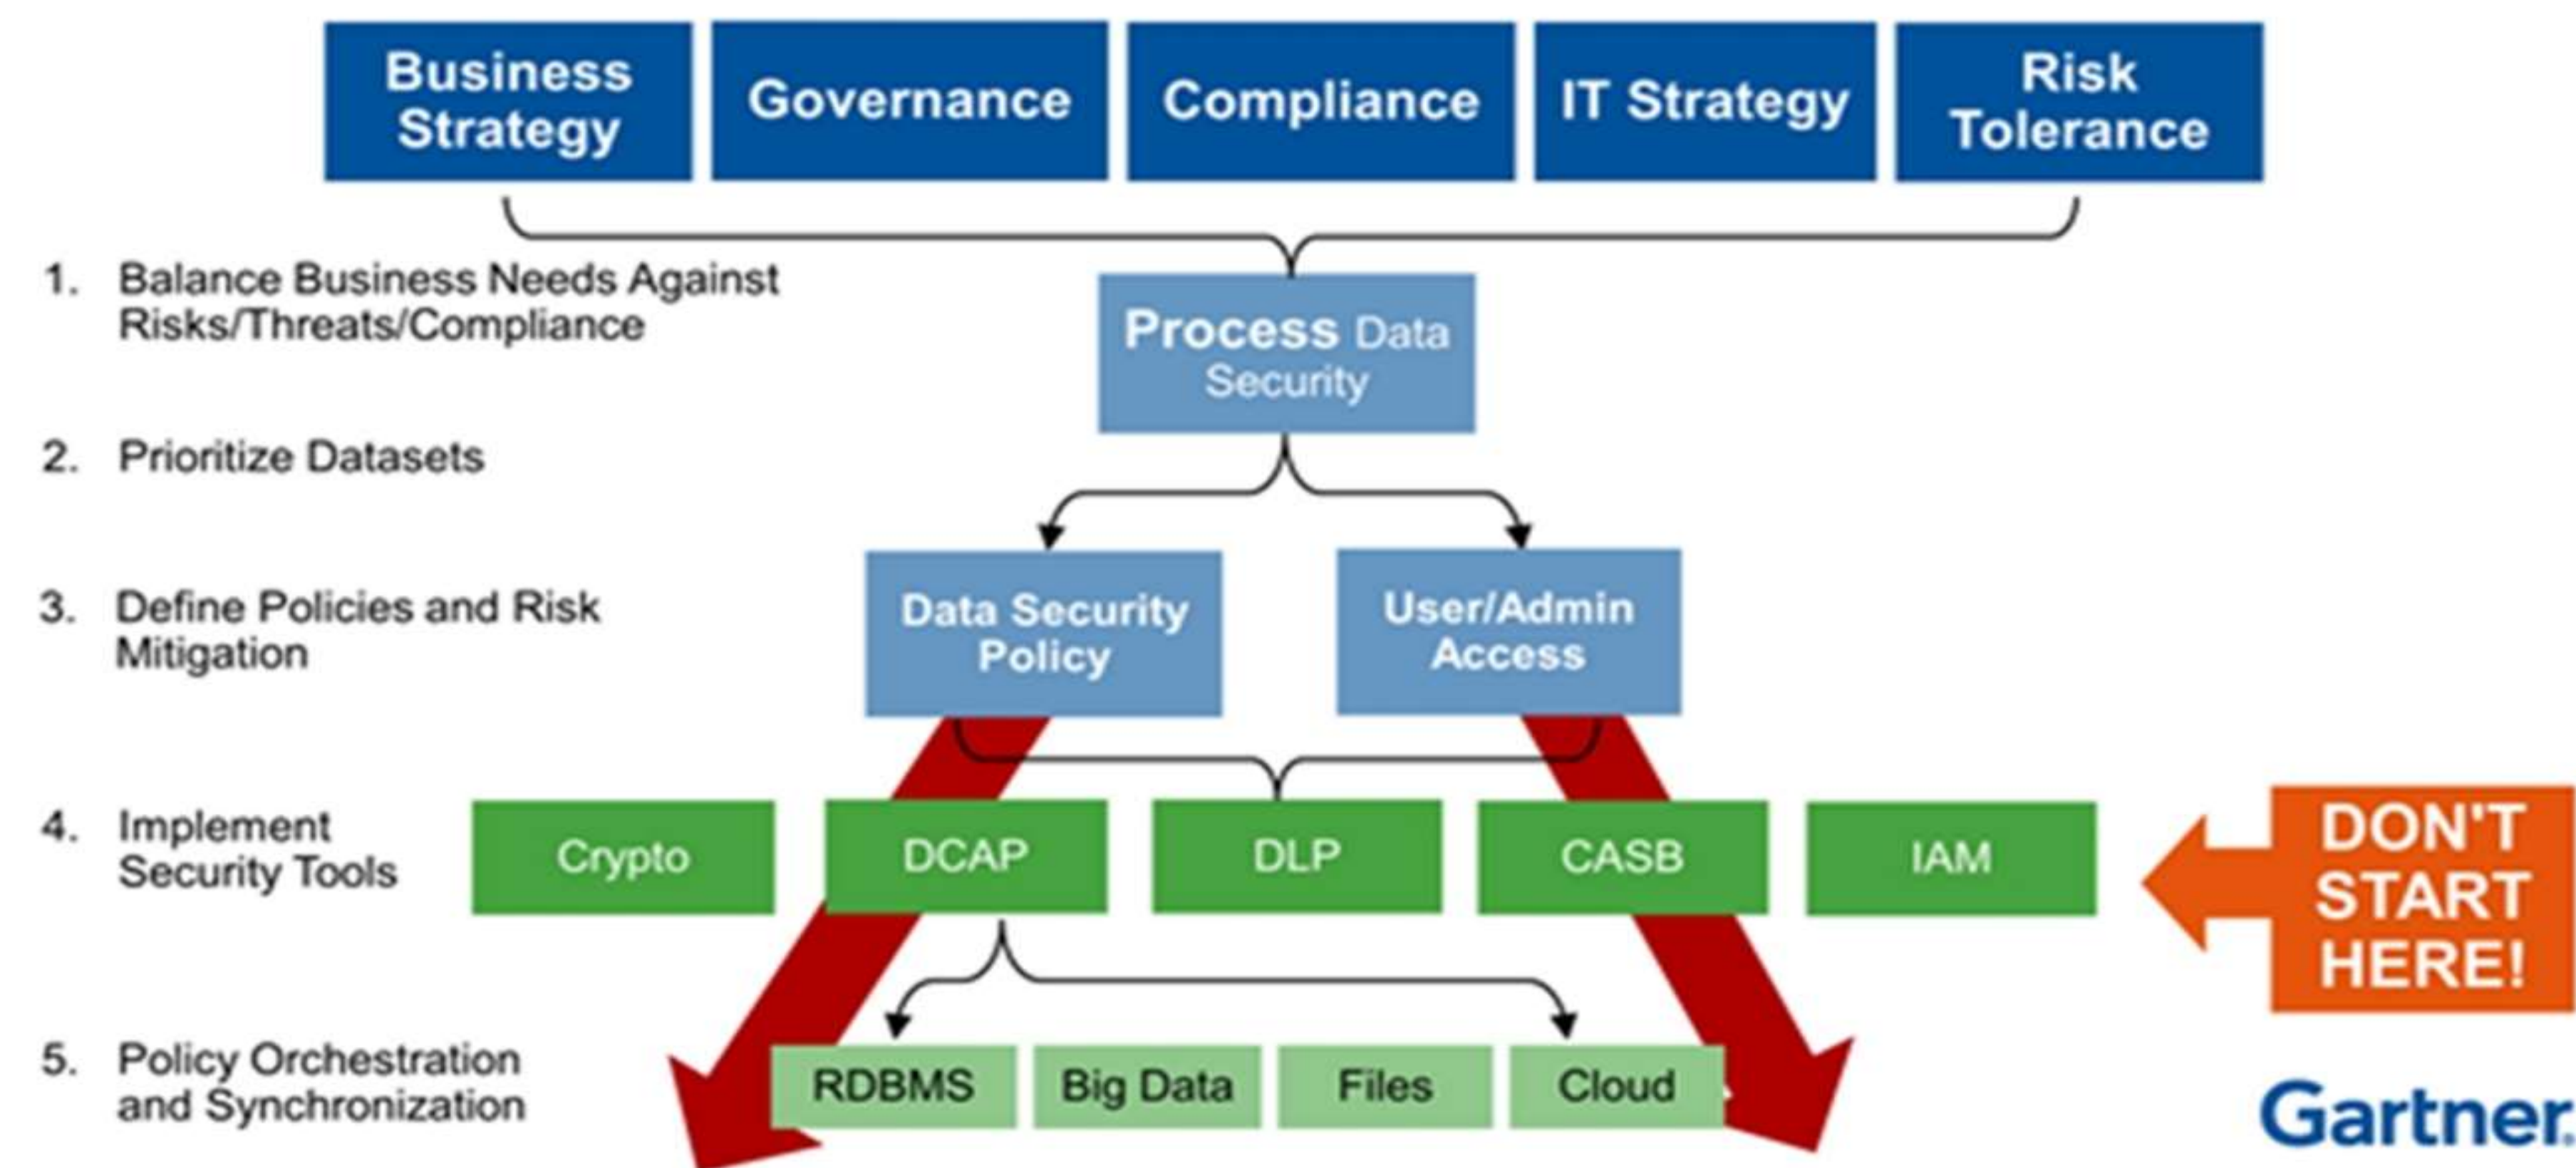 Business
Strategy
Governance
Compliance
IT Strategy
Risk
Tolerance
1. Balance Business Needs Against
Risks/Threats/Compliance
Process Data
Security
2. Prioritize Datasets
3. Define Policies and Risk
Mitigation
Data Security
Policy
User/Admin
Access
4. Implement
Security Tools
Crypto
DCAP
DLP
CASB
IAM
DON'T
START
HERE!
5. Policy Orchestration
and Synchronization
RDBMS
Big Data
Files
Cloud
Gartner.